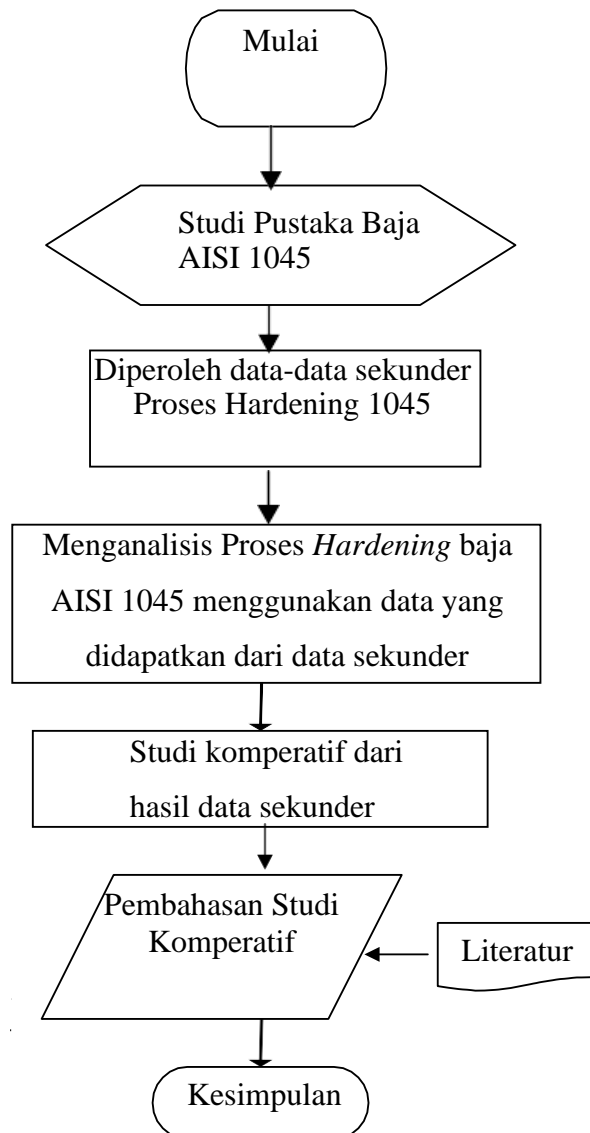 Mulai
Studi Pustaka Baja
AISI 1045
Diperoleh data-data sekunder
Proses Hardening 1045
Menganalisis Proses Hardening baja
AISI 1045 menggunakan data yang
didapatkan dari data sekunder
Studi komperatif dari
hasil data sekunder
Pembahasan Studi
Komperatif
Literatur
Kesimpulan